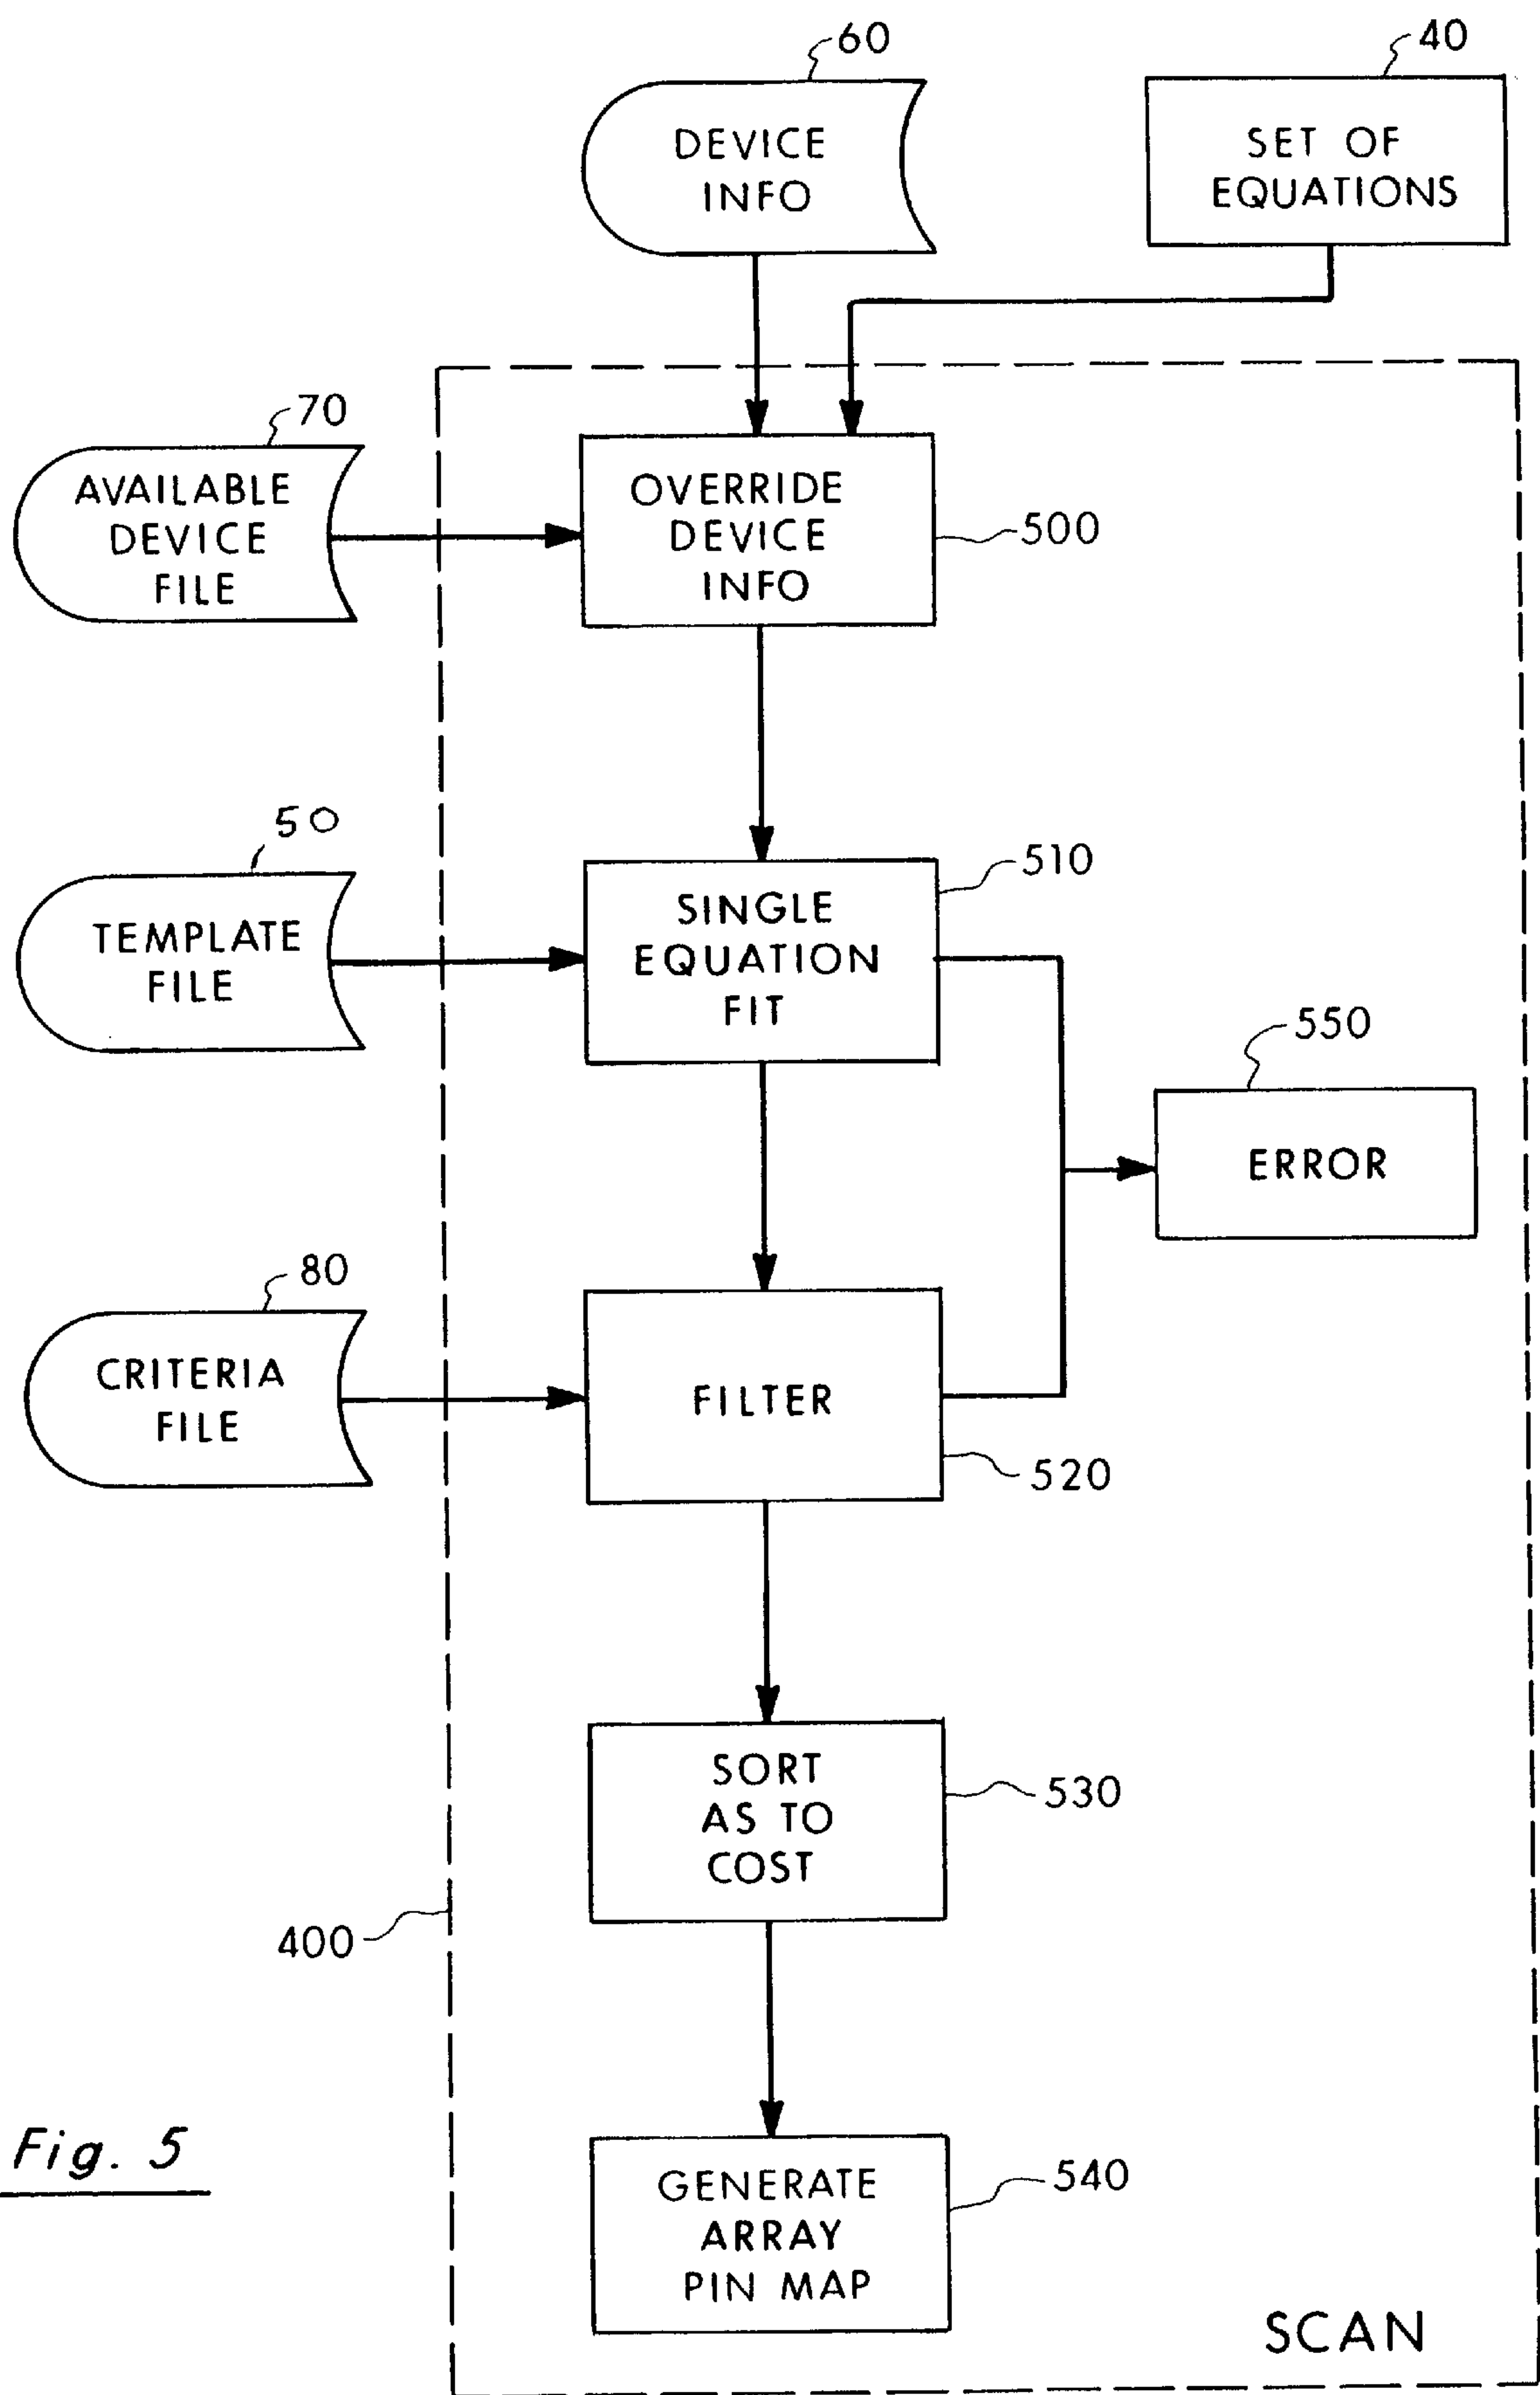 60
40
DEVICE
INFO
SET OF
EQUATIONS
70
AVAILABLE
DEVICE
FILE
OVERRIDE
DEVICE
INFO
500
50
TEMPLATE
FILE
510
SINGLE
EQUATION
FIT
550
ERROR
80
CRITERIA
FILE
FILTER
520
SORT
AS TO
COST
530
400
Fig. 5
GENERATE
ARRAY
PIN MAP
540
SCAN